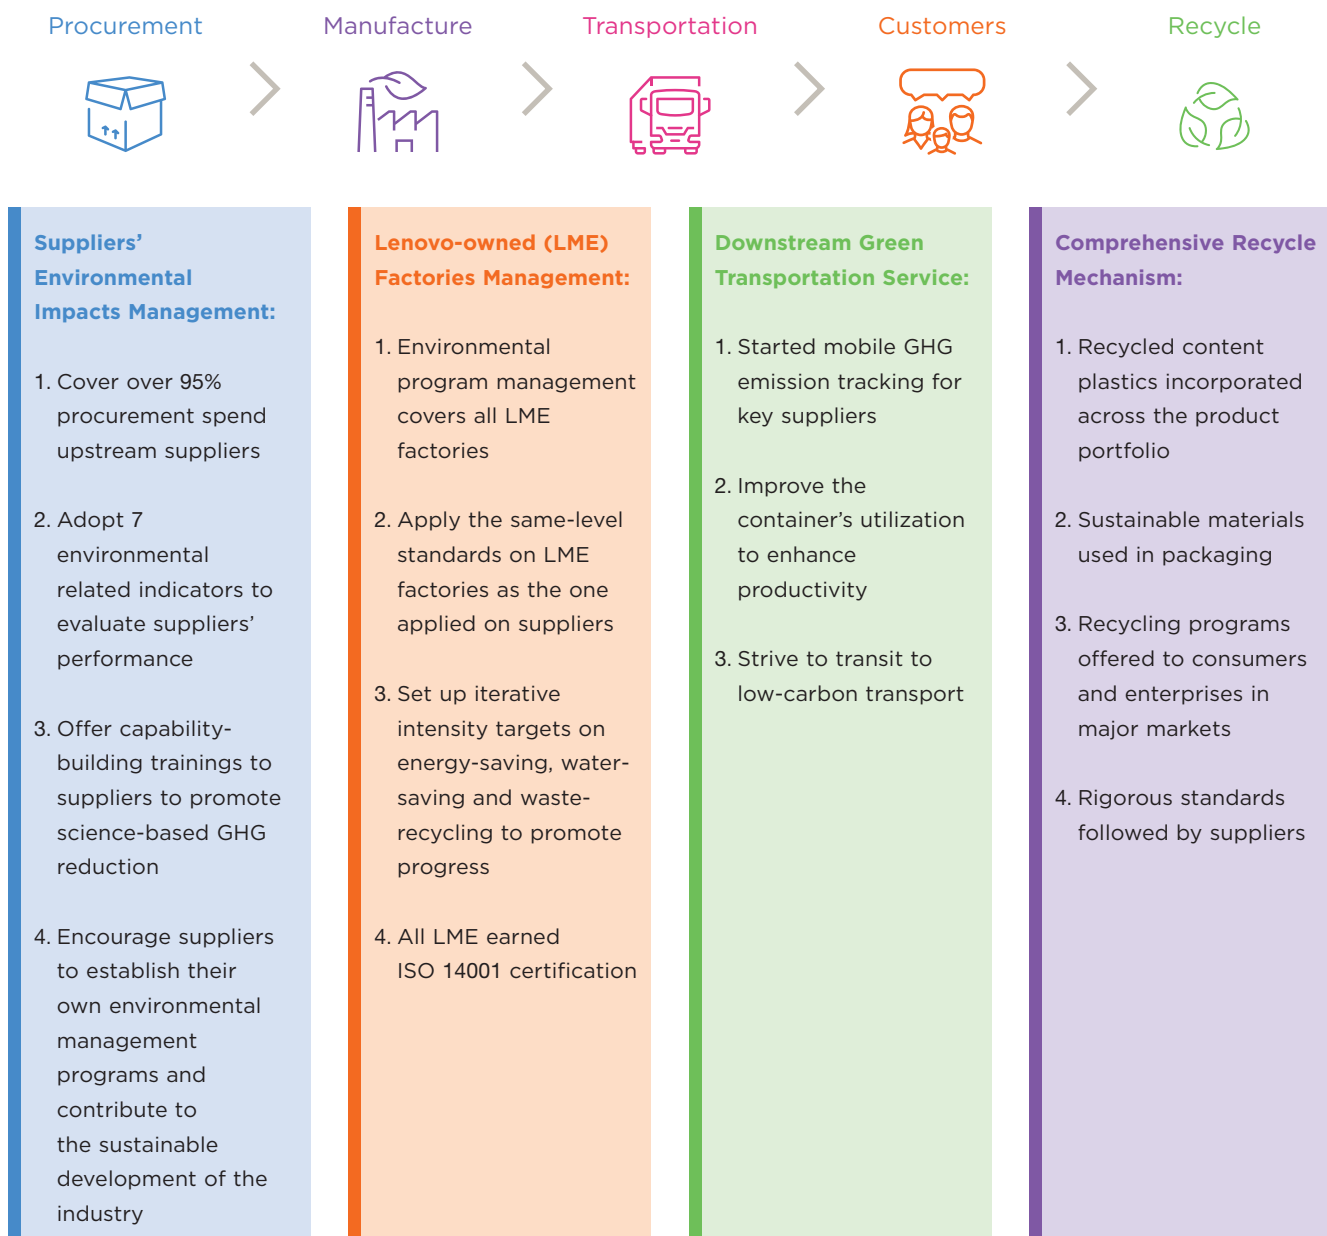 Procurement
Manufacture
Transportation
Customers
Recycle
Suppliers’
Environmental
Impacts Management:
1. Cover over 95%
procurement spend
upstream suppliers
2. Adopt 7
environmental
related indicators to
evaluate suppliers’
performance
3. Offer capability-
building trainings to
suppliers to promote
science-based GHG
reduction
4. Encourage suppliers
to establish their
own environmental
management
programs and
contribute to
the sustainable
development of the
industry
Lenovo-owned (LME)
Factories Management:
1. Environmental
program management
covers all LME
factories
2. Apply the same-level
standards on LME
factories as the one
applied on suppliers
3. Set up iterative
intensity targets on
energy-saving, water-
saving and waste-
recycling to promote
progress
4. All LME earned
ISO 14001 certification
Downstream Green
Transportation Service:
1. Started mobile GHG
emission tracking for
key suppliers
2. Improve the
container’s utilization
to enhance
productivity
3. Strive to transit to
low-carbon transport
Comprehensive Recycle
Mechanism:
1. Recycled content
plastics incorporated
across the product
portfolio
2. Sustainable materials
used in packaging
3. Recycling programs
offered to consumers
and enterprises in
major markets
4. Rigorous standards
followed by suppliers